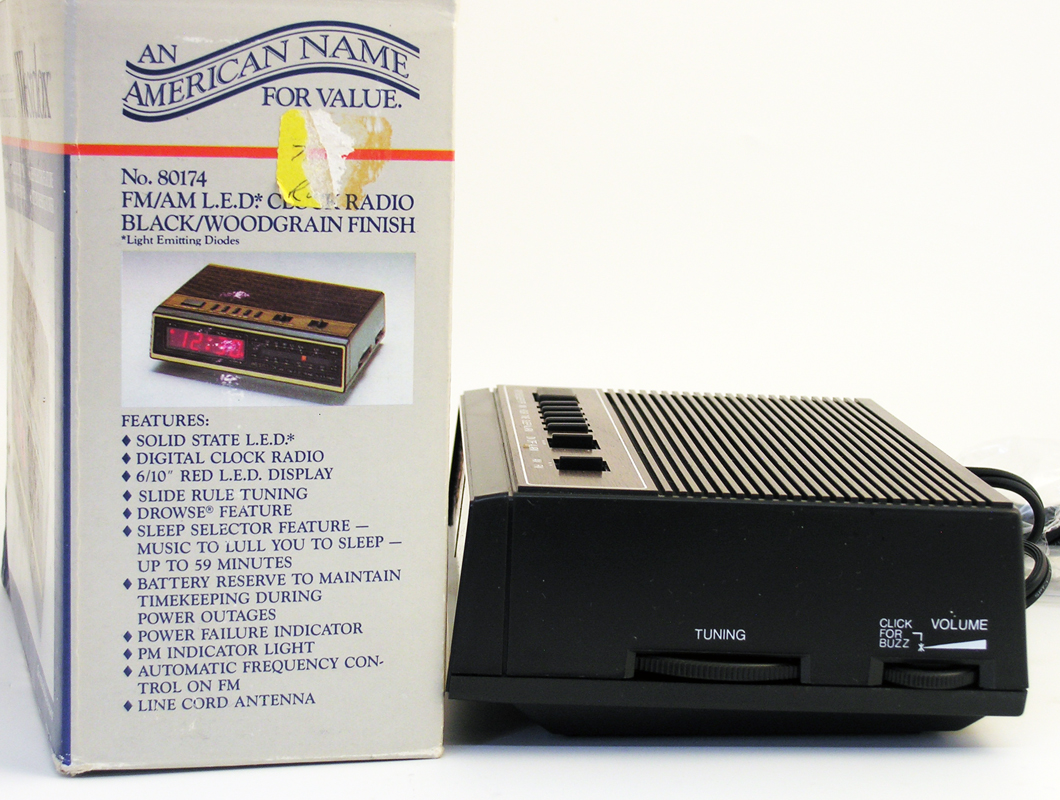 AN
AMERICAN NAME
FOR VALUE.
No. 80174
FM/AM L.E.D.* CLOCK RADIO
BLACK/WOODGRAIN FINISH
*Light Emitting Diodes
FEATURES:
♦ SOLID STATE L.E.D.*
♦ DIGITAL CLOCK RADIO
♦ 6/10" RED L.E.D. DISPLAY
♦ SLIDE RULE TUNING
♦ DROWSE® FEATURE
♦ SLEEP SELECTOR FEATURE —
MUSIC TO LULL YOU TO SLEEP —
UP TO 59 MINUTES
♦ BATTERY RESERVE TO MAINTAIN
TIMEKEEPING DURING
POWER OUTAGES
♦ POWER FAILURE INDICATOR
♦ PM INDICATOR LIGHT
♦ AUTOMATIC FREQUENCY CON-
TROL ON FM
♦ LINE CORD ANTENNA
TUNING
CLICK
FOR
BUZZ
VOLUME